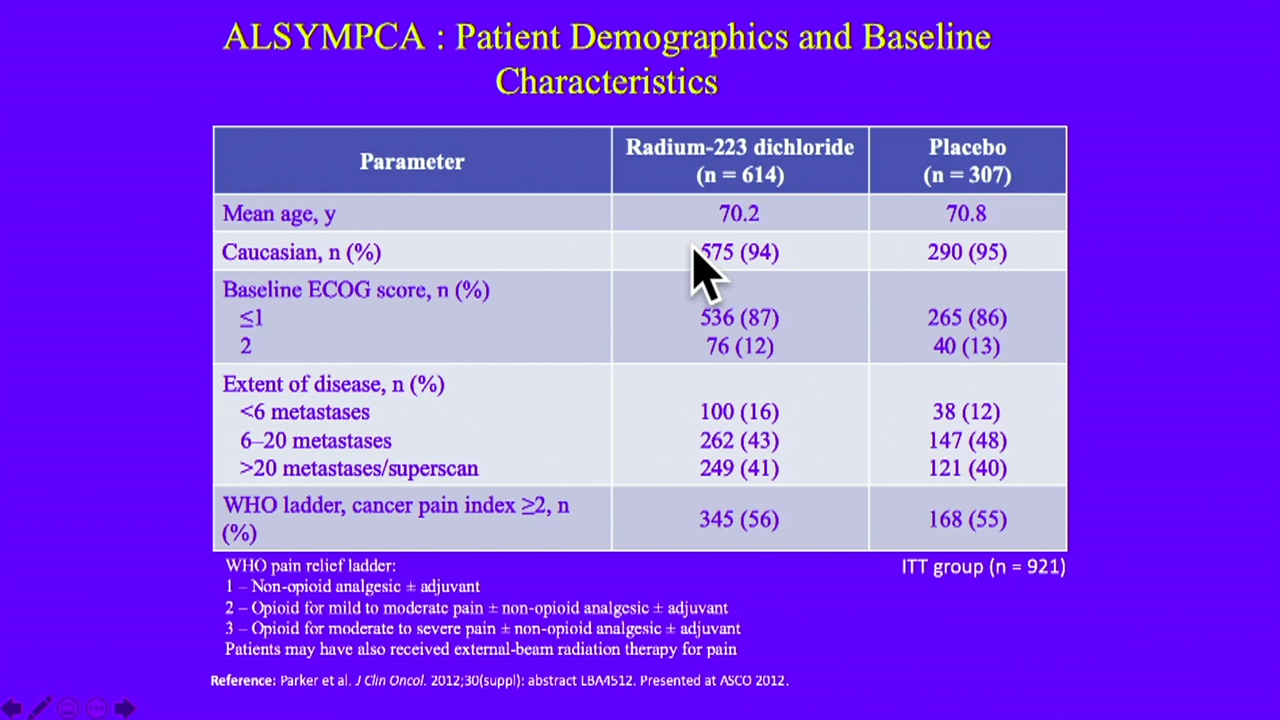 ALSYMPCA : Patient Demographics and Baseline
Characteristics
Parameter
Radium-223 dichloride
(n = 614)
Placebo
(n = 307)
Mean age, y 70.2 70.8
Caucasian, n (%) 575 (94) 290 (95)
Baseline ECOG score, n (%)
≤1 536 (87) 265 (86)
2 76 (12) 40 (13)
Extent of disease, n (%)
<6 metastases 100 (16) 38 (12)
6–20 metastases 262 (43) 147 (48)
>20 metastases/superscan 249 (41) 121 (40)
WHO ladder, cancer pain index ≥2, n
(%)
345 (56) 168 (55)
WHO pain relief ladder:
1 – Non-opioid analgesic ± adjuvant
2 – Opioid for mild to moderate pain ± non-opioid analgesic ± adjuvant
3 – Opioid for moderate to severe pain ± non-opioid analgesic ± adjuvant
Patients may have also received external-beam radiation therapy for pain
ITT group (n = 921)
Reference: Parker et al. J Clin Oncol. 2012;30(suppl): abstract LBA4512. Presented at ASCO 2012.